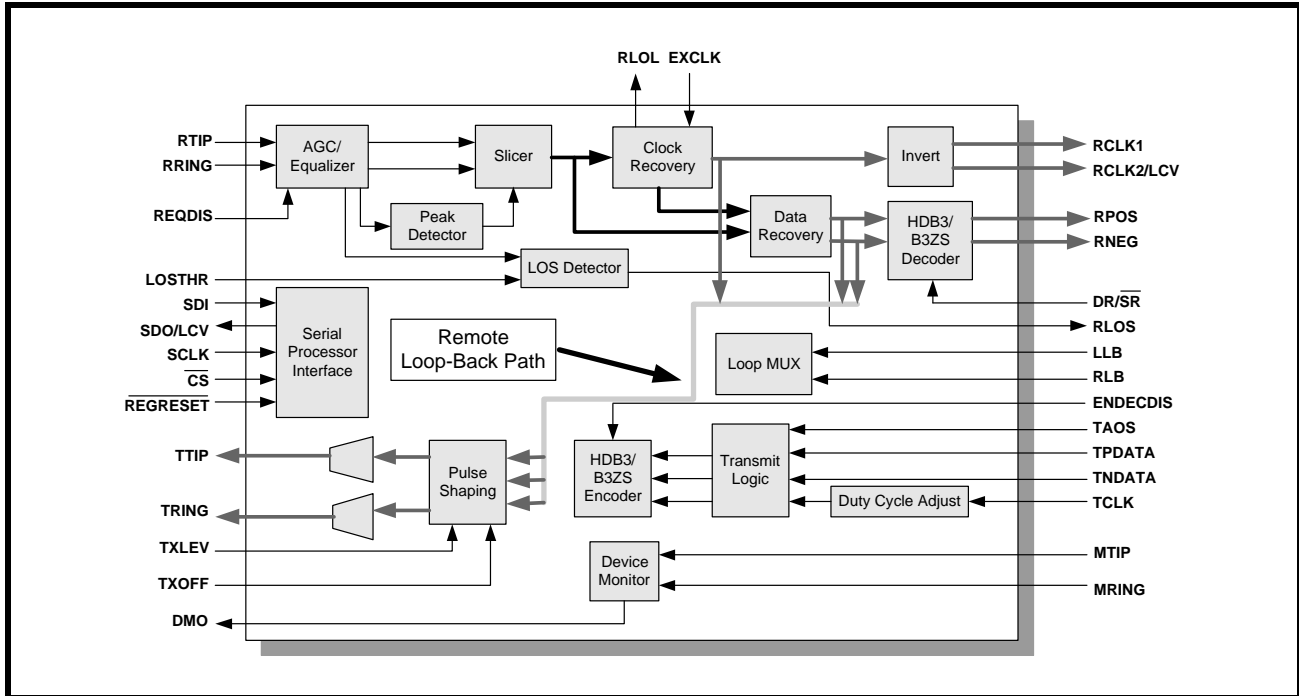 RLOL EXCLK
RTIP
RRING
REQDIS
LOSTHR
SDI
SDO/LCV
SCLK
CS
REGRESET
TTIP
TRING
TXLEV
TXOFF
DMO
AGC/
Equalizer
Slicer
Peak
Detector
LOS Detector
Clock
Recovery
Data
Recovery
Invert
HDB3/
B3ZS
Decoder
Serial
Processor
Interface
Remote
Loop-Back Path
Loop MUX
Pulse
Shaping
HDB3/
B3ZS
Encoder
Transmit
Logic
Duty Cycle Adjust
Device
Monitor
RCLK1
RCLK2/LCV
RPOS
RNEG
DR/SR
RLOS
LLB
RLB
ENDECDIS
TAOS
TPDATA
TNDATA
TCLK
MTIP
MRING